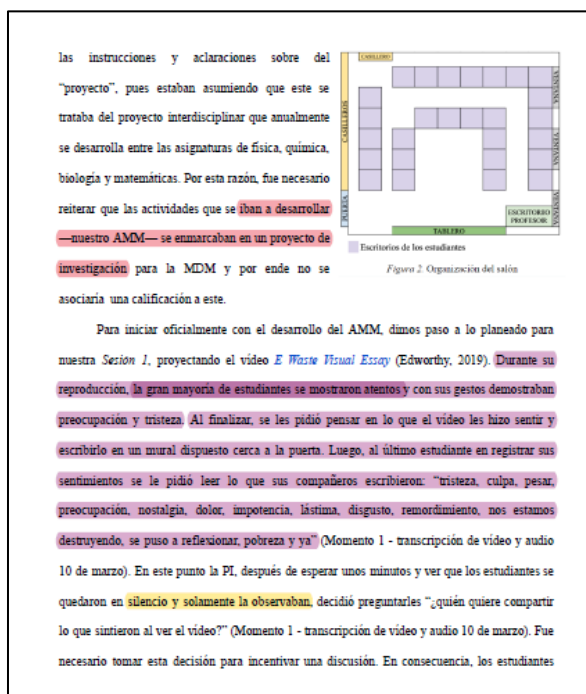 las instrucciones y aclaraciones sobre del
“proyecto”, pues estaban asumiendo que este se
trataba del proyecto interdisciplinar que anualmente
se desarrolla entre las asignaturas de física, química,
biología y matemáticas. Por esta razón, fue necesario
reiterar que las actividades que se iban a desarrollar
—nuestro AMM— se enmarcaban en un proyecto de
investigación para la MDM y por ende no se
asociaría una calificación a este.
CASILLERO
CASILLEROS
PUERTA
VENTANA
VENTANA
VENTANA
ESCRITORIO
PROFESOR
TABLERO
Escritorios de los estudiantes
Figura 2. Organización del salón
Para iniciar oficialmente con el desarrollo del AMM, dimos paso a lo planeado para
nuestra Sesión 1, proyectando el vídeo E Waste Visual Essay (Edworthy, 2019). Durante su
reproducción, la gran mayoría de estudiantes se mostraron atentos y con sus gestos demostraban
preocupación y tristeza. Al finalizar, se les pidió pensar en lo que el vídeo les hizo sentir y
escribirlo en un mural dispuesto cerca a la puerta. Luego, al último estudiante en registrar sus
sentimientos se le pidió leer lo que sus compañeros escribieron: “tristeza, culpa, pesar,
preocupación, nostalgia, dolor, impotencia, lástima, disgusto, remordimiento, nos estamos
destruyendo, se puso a reflexionar, pobreza y ya” (Momento 1 - transcripción de vídeo y audio
10 de marzo). En este punto la PI, después de esperar unos minutos y ver que los estudiantes se
quedaron en silencio y solamente la observaban, decidió preguntarles “¿quién quiere compartir
lo que sintieron al ver el vídeo?” (Momento 1 - transcripción de vídeo y audio 10 de marzo). Fue
necesario tomar esta decisión para incentivar una discusión. En consecuencia, los estudiantes